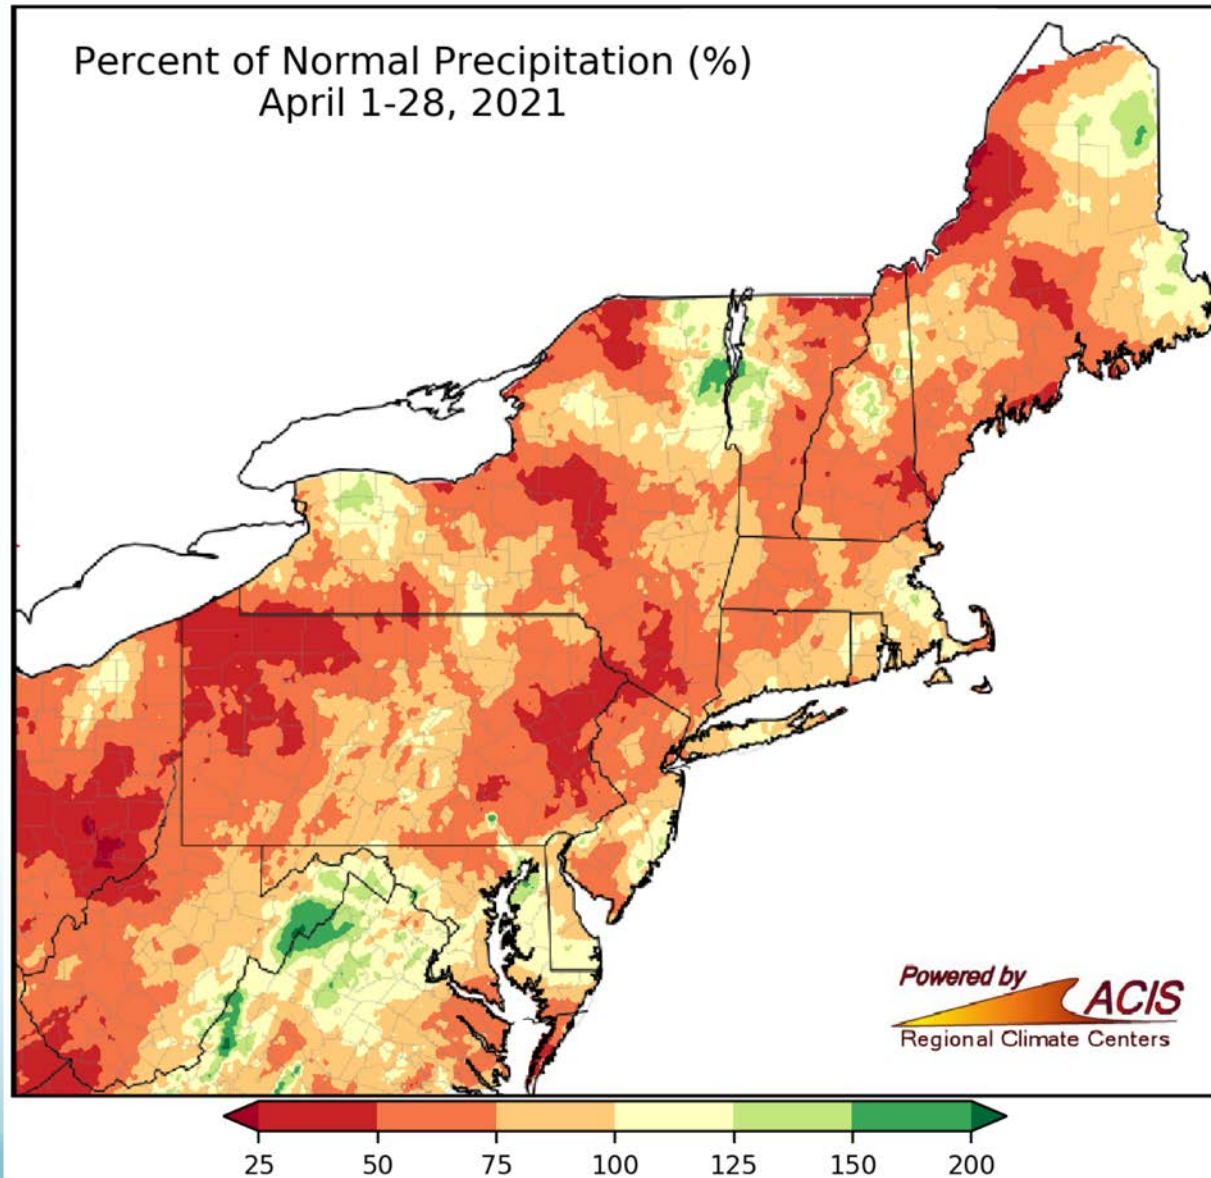 Percent of Normal Precipitation (%)
April 1-28, 2021
Powered by
ACIS
Regional Climate Centers
25 50 75 100 125 150 200